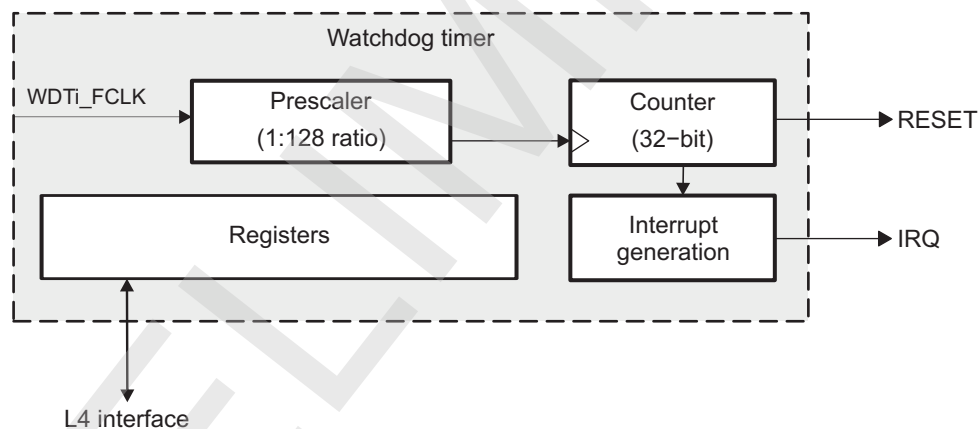 Watchdog timer
WDTi_FCLK
Prescaler
(1:128 ratio)
Counter
(32−bit)
RESET
Registers
Interrupt
generation
IRQ
L4 interface